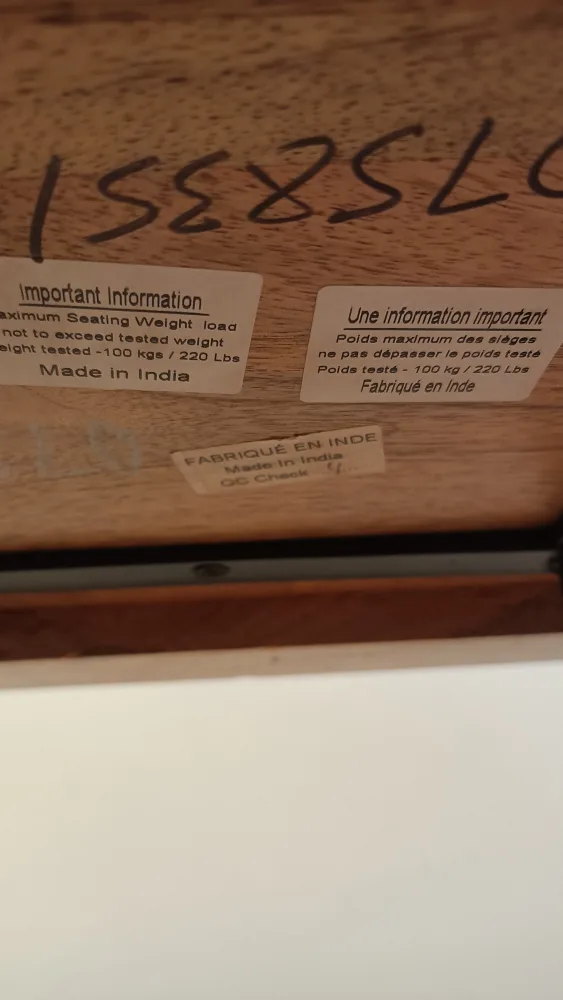 758351
Important Information
aximum Seating Weight load
not to exceed tested weight
eight tested -100 kgs / 220 Lbs
Made in India
Une information important
Poids maximum des sièges
ne pas dépasser le poids testé
Poids testé - 100 kg / 220 Lbs
Fabriqué en Inde
FABRIQUÉ EN INDE
Made In India
QC Check